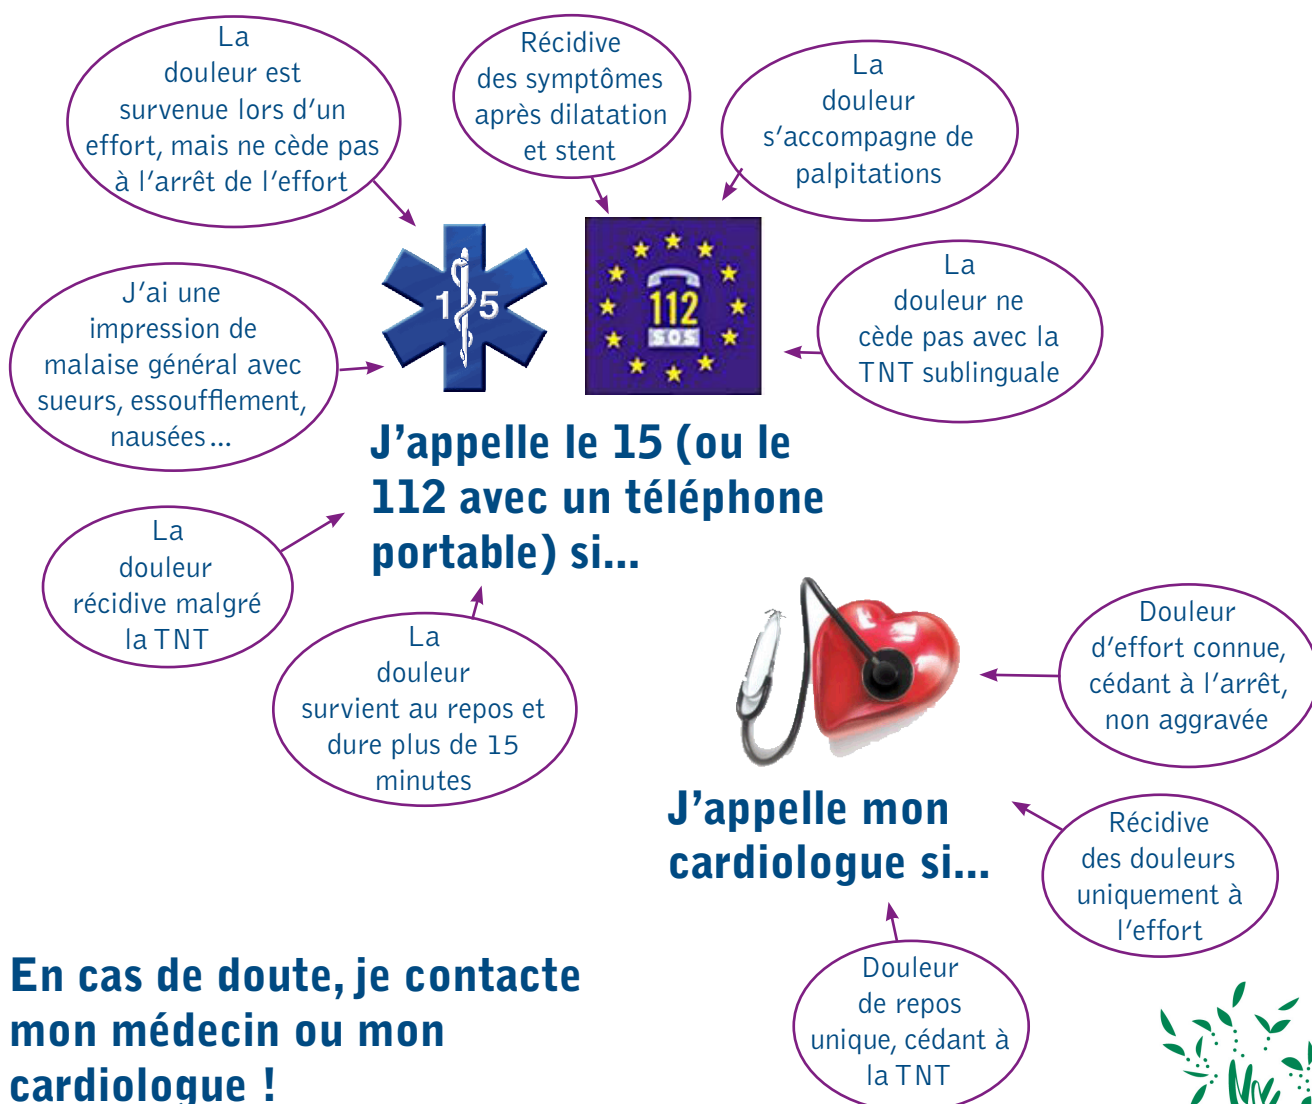 La
douleur est
survenue lors d'un
effort, mais ne cède pas
à l'arrêt de l'effort
Récidive
des symptômes
après dilatation
et stent
La
douleur
s'accompagne de
palpitations
J'ai une
impression de
malaise général avec
sueurs, essoufflement,
nausées...
15
112
SOS
La
douleur ne
cède pas avec la
TNT sublinguale
J'appelle le 15 (ou le
112 avec un téléphone
portable) si...
La
douleur
récidive malgré
la TNT
La
douleur
survient au repos et
dure plus de 15
minutes
Douleur
d'effort connue,
cédant à l'arrêt,
non aggravée
J'appelle mon
cardiologue si...
Récidive
des douleurs
uniquement à
l'effort
Douleur
de repos
unique, cédant à
la TNT
En cas de doute, je contacte
mon médecin ou mon
cardiologue !